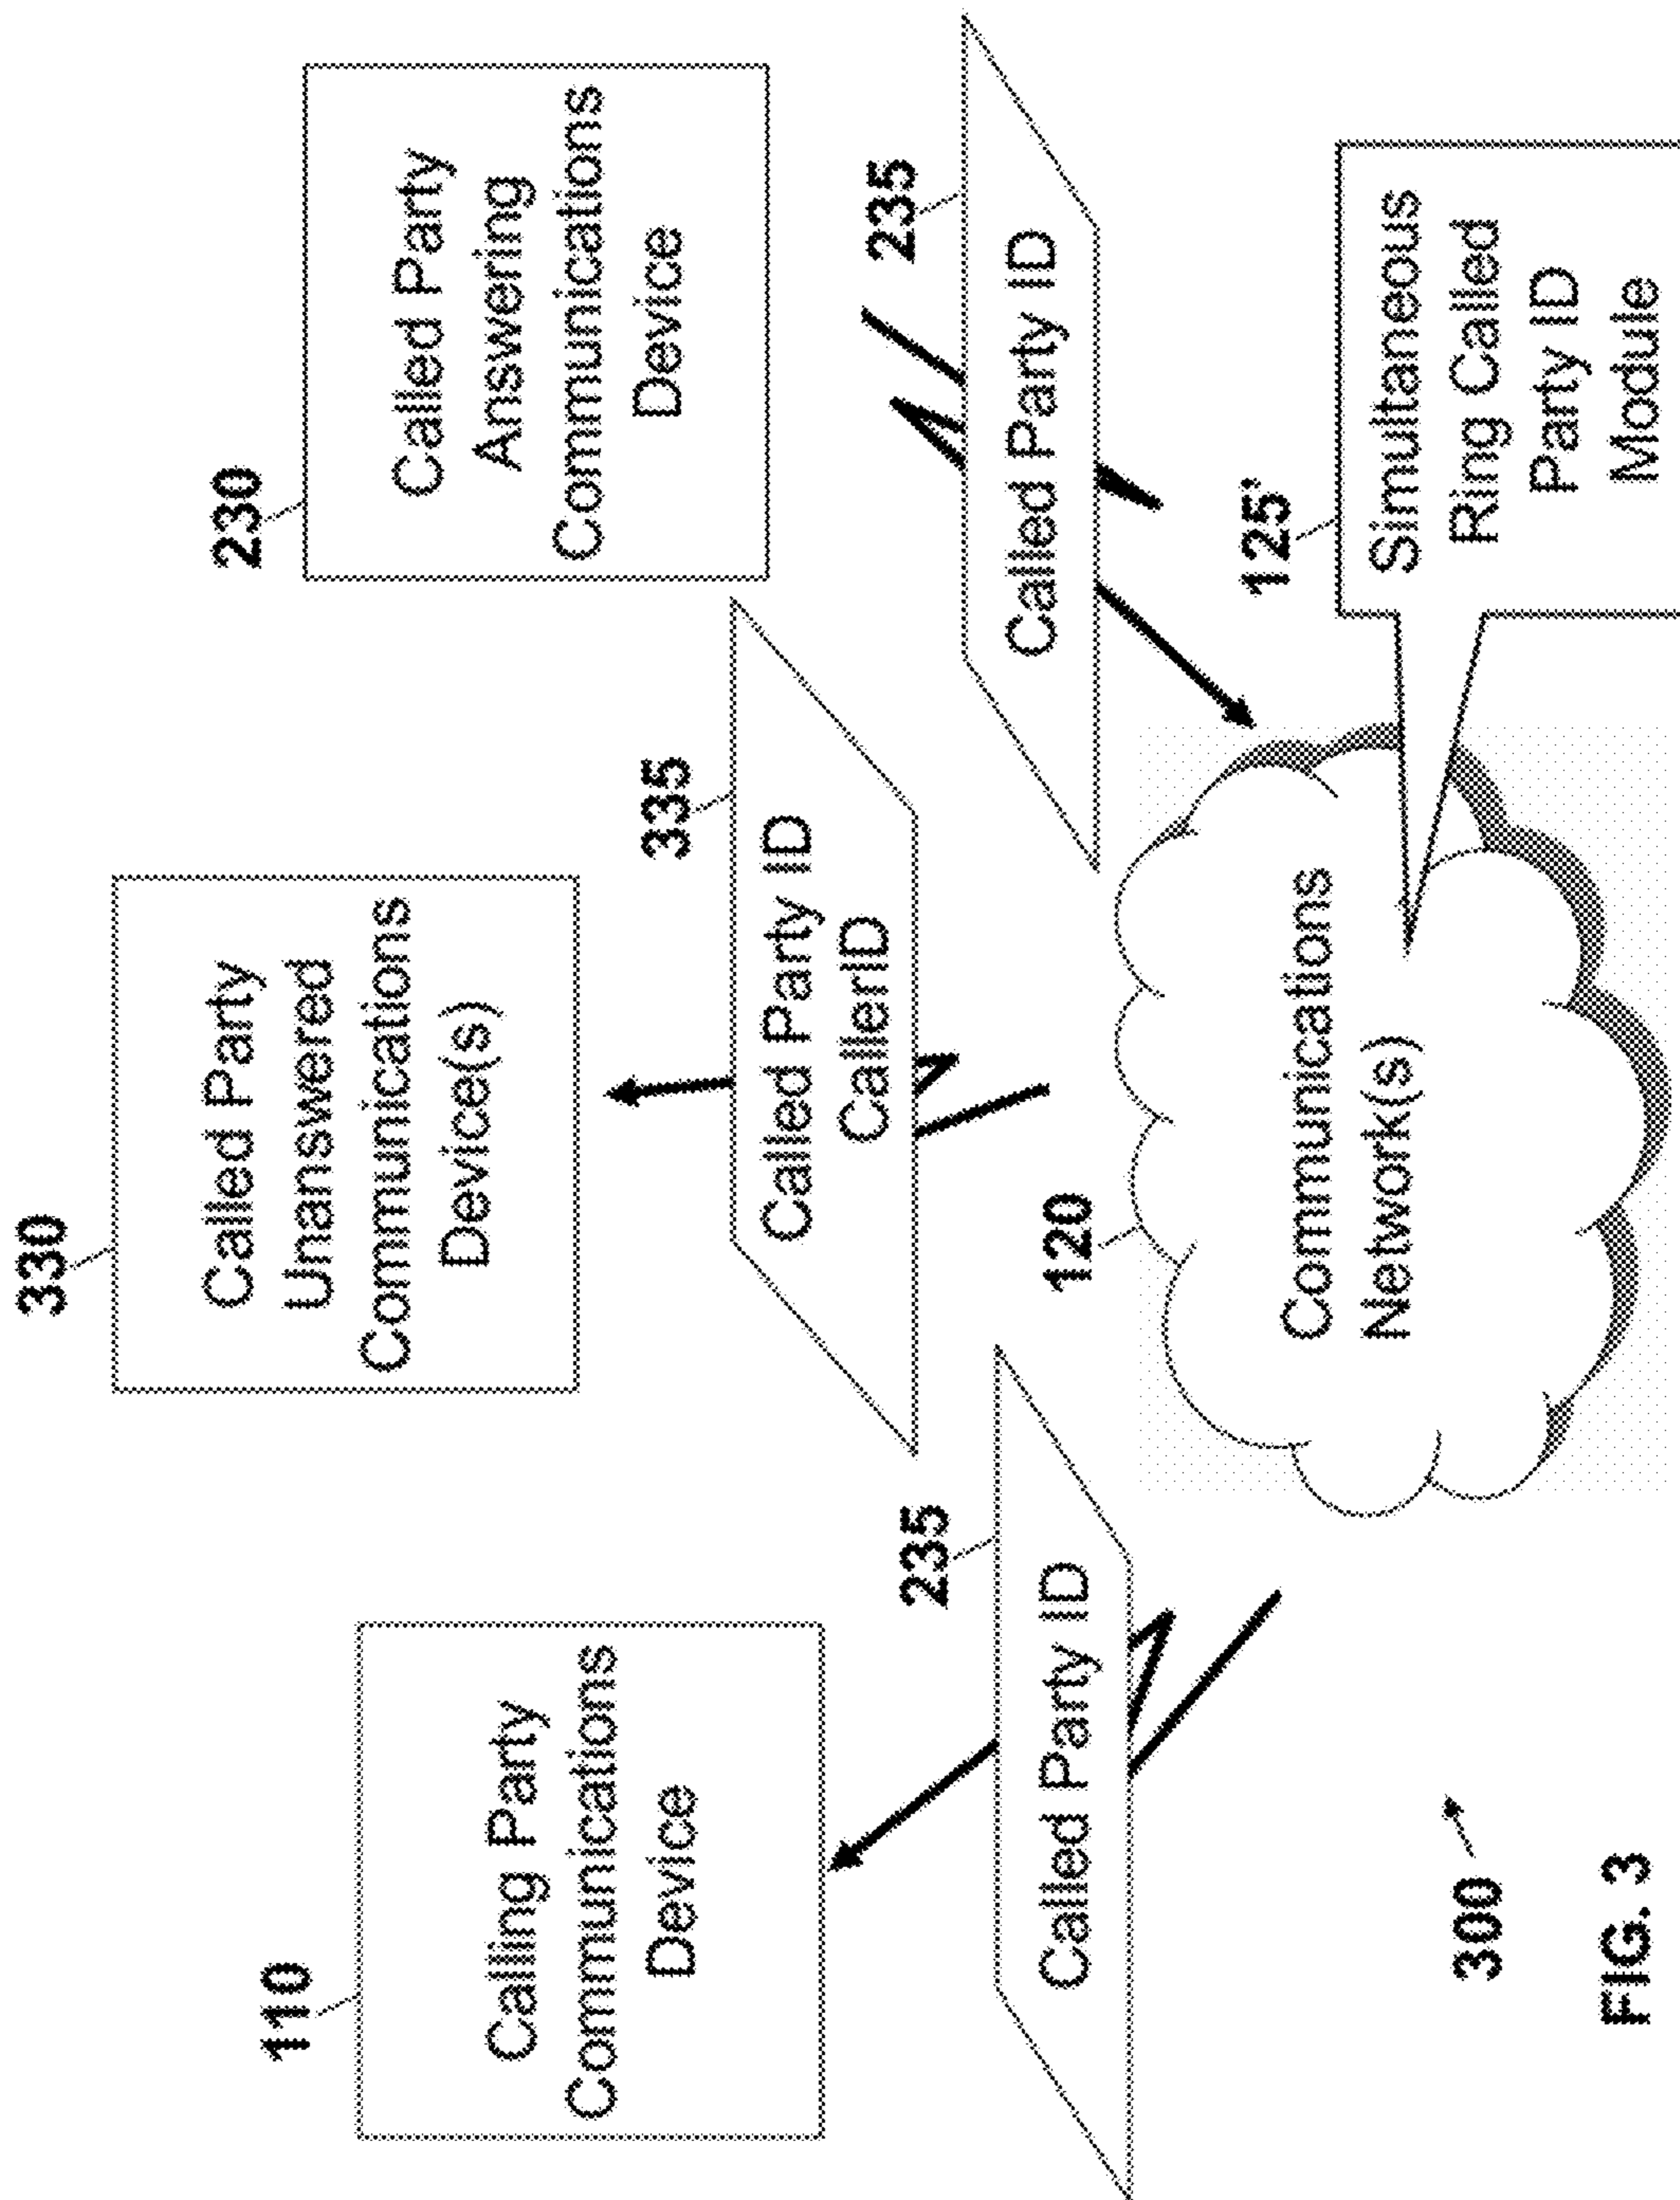 330
Called Party
Unanswered
Communications
Device(s)
230
Called Party
Answering
Communications
Device
110
Calling Party
Communications
Device
335
Called Party ID
CallerID
235
Called Party ID
235
Called Party ID
120
Communications
Network(s)
125'
Simultaneous
Ring Called
Party ID
Module
300
FIG. 3